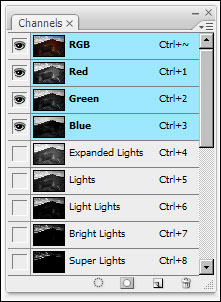 Channels
RGB Ctrl+~
Red Ctrl+1
Green Ctrl+2
Blue Ctrl+3
Expanded Lights Ctrl+4
Lights Ctrl+5
Light Lights Ctrl+6
Bright Lights Ctrl+7
Super Lights Ctrl+8